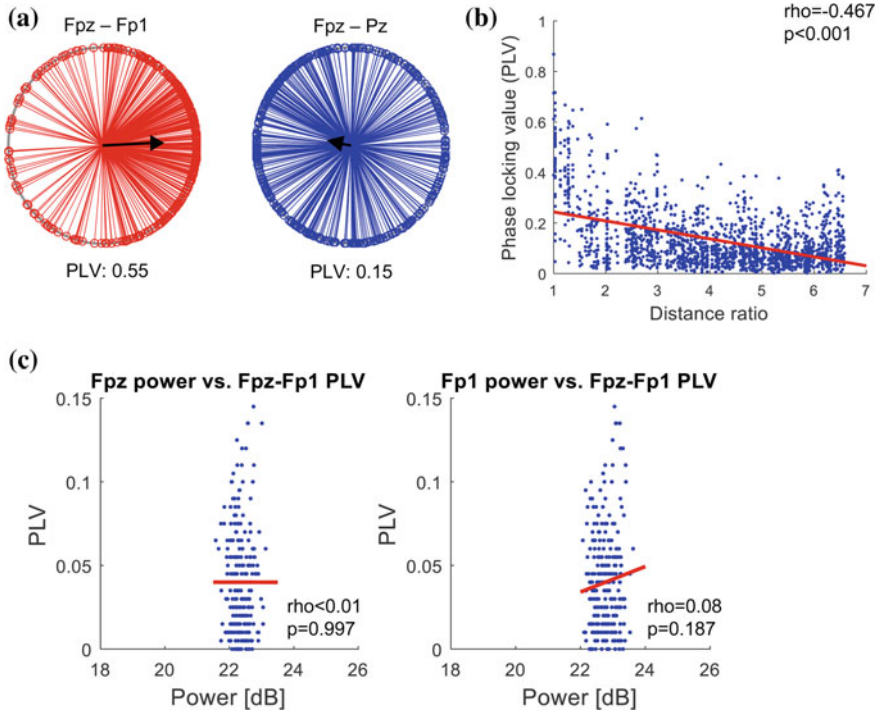 (a)
Fpz – Fp1
Fpz – Pz
PLV: 0.55
PLV: 0.15
(b)
rho=-0.467
p<0.001
Phase locking value (PLV)
1
0.8
0.6
0.4
0.2
0
1 2 3 4 5 6 7
Distance ratio
(c)
Fpz power vs. Fpz-Fp1 PLV
PLV
0.15
0.1
0.05
0
rho<0.01
p=0.997
18 20 22 24 26
Power [dB]
Fp1 power vs. Fpz-Fp1 PLV
PLV
0.15
0.1
0.05
0
rho=0.08
p=0.187
18 20 22 24 26
Power [dB]